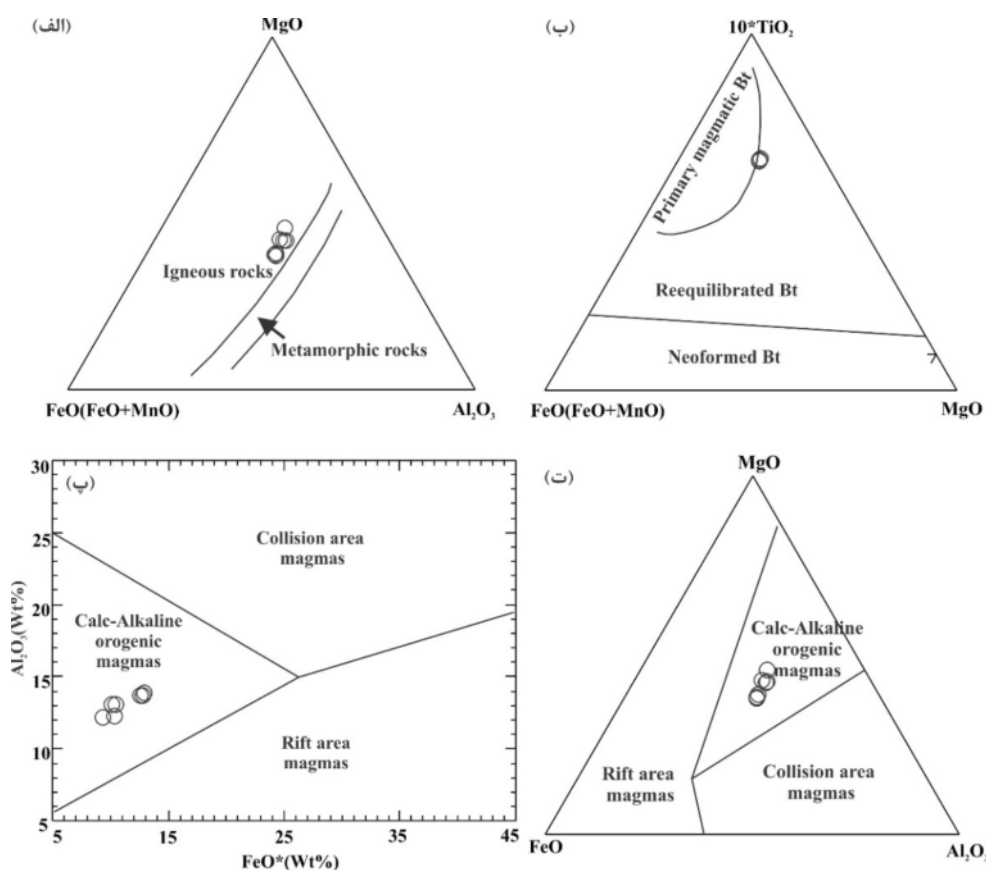 (الف)
MgO
Igneous rocks
Metamorphic rocks
FeO(FeO+MnO)
Al₂O₃
(ب)
10*TiO₂
Primary magmatic Bt
Reequilibrated Bt
Neoformed Bt
FeO(FeO+MnO)
MgO
(پ)
30
25
20
15
10
5
Al₂O₃(Wt%)
Collision area
magmas
Calc-Alkaline
orogenic
magmas
Rift area
magmas
5
15
25
35
45
FeO*(Wt%)
(ت)
MgO
Calc-Alkaline
orogenic
magmas
Rift area
magmas
Collision area
magmas
FeO
Al₂O